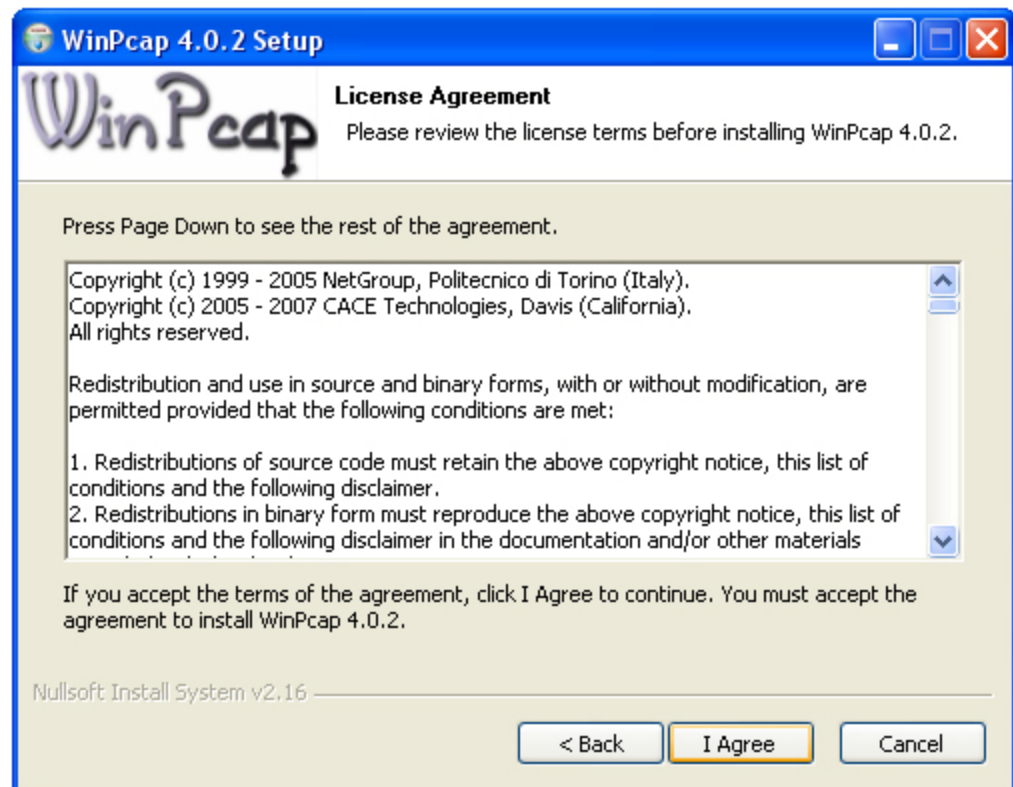 WinPcap 4.0.2 Setup
WinPcap
License Agreement
Please review the license terms before installing WinPcap 4.0.2.
Press Page Down to see the rest of the agreement.
Copyright (c) 1999 - 2005 NetGroup, Politecnico di Torino (Italy).
Copyright (c) 2005 - 2007 CACE Technologies, Davis (California).
All rights reserved.
Redistribution and use in source and binary forms, with or without modification, are
permitted provided that the following conditions are met:
1. Redistributions of source code must retain the above copyright notice, this list of
conditions and the following disclaimer.
2. Redistributions in binary form must reproduce the above copyright notice, this list of
conditions and the following disclaimer in the documentation and/or other materials
If you accept the terms of the agreement, click I Agree to continue. You must accept the
agreement to install WinPcap 4.0.2.
Nullsoft Install System v2.16
< Back
I Agree
Cancel